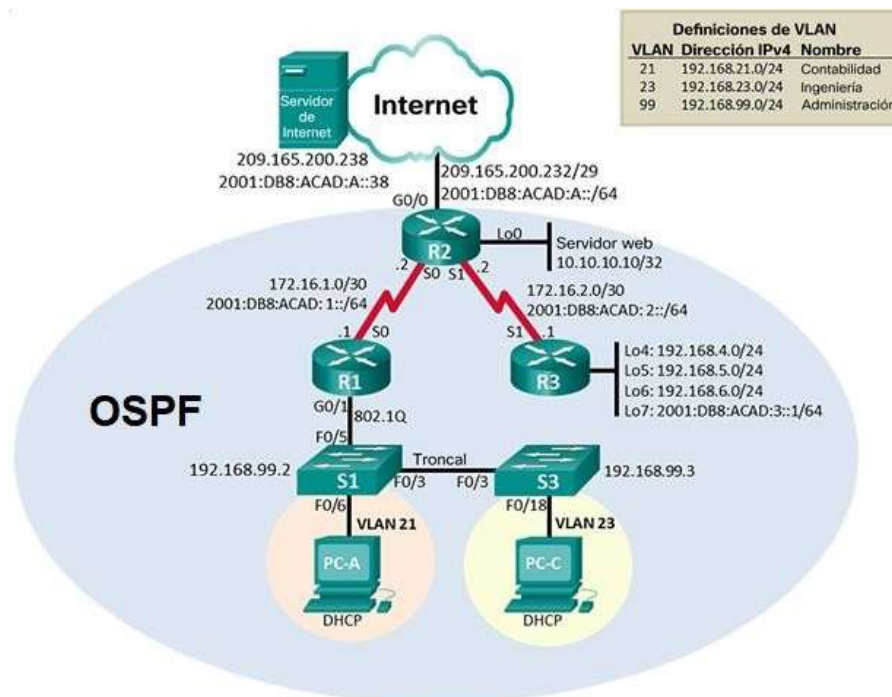 Definiciones de VLAN
VLAN Dirección IPv4 Nombre
21 192.168.21.0/24 Contabilidad
23 192.168.23.0/24 Ingeniería
99 192.168.99.0/24 Administración
Servidor
de
Internet
Internet
209.165.200.238
2001:DB8:ACAD:A::38
209.165.200.232/29
2001:DB8:ACAD:A::/64
G0/0
R2
Lo0
Servidor web
10.10.10.10/32
.2 S0 S1 .2
172.16.1.0/30
2001:DB8:ACAD: 1::/64
172.16.2.0/30
2001:DB8:ACAD: 2::/64
.1 S0
S1 .1
R1
R3
Lo4: 192.168.4.0/24
Lo5: 192.168.5.0/24
Lo6: 192.168.6.0/24
Lo7: 2001:DB8:ACAD:3::1/64
OSPF
G0/1
802.1Q
F0/5
192.168.99.2
S1
Troncal
F0/3 F0/3
S3
192.168.99.3
F0/6
VLAN 21
F0/18
VLAN 23
PC-A
DHCP
PC-C
DHCP